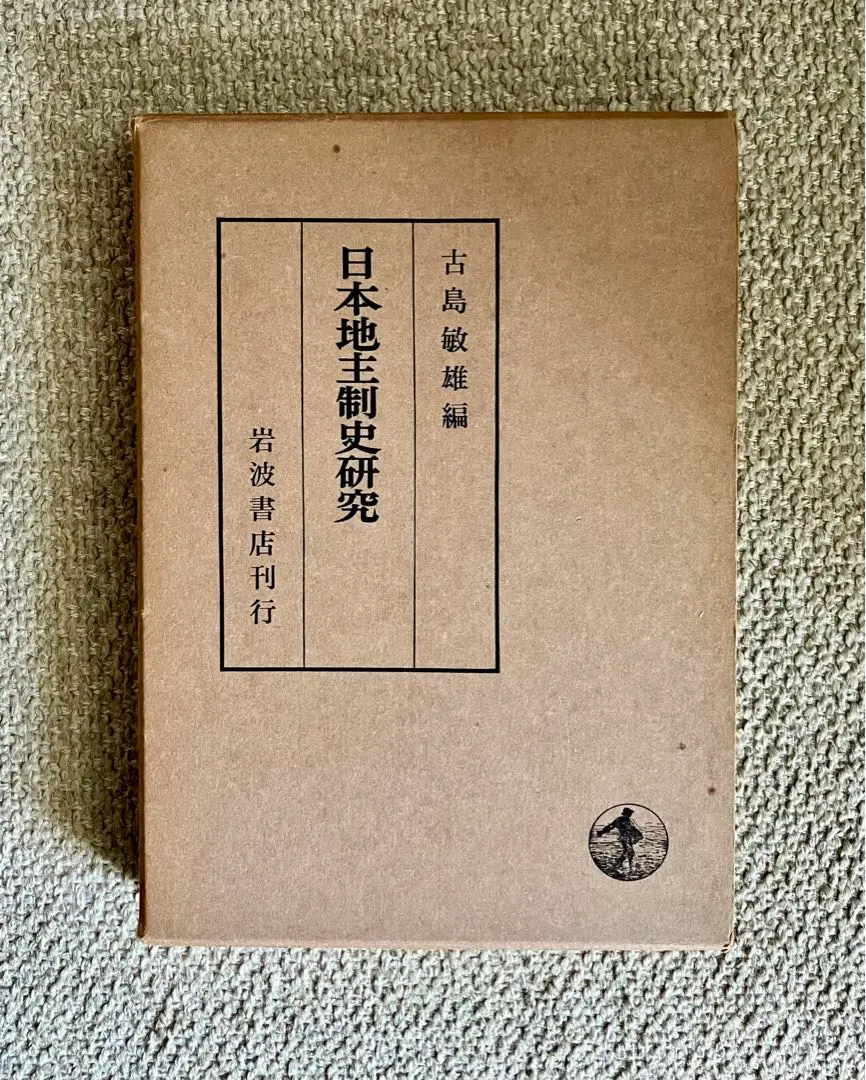 古島敏雄編
日本地主制史研究
岩波書店刊行